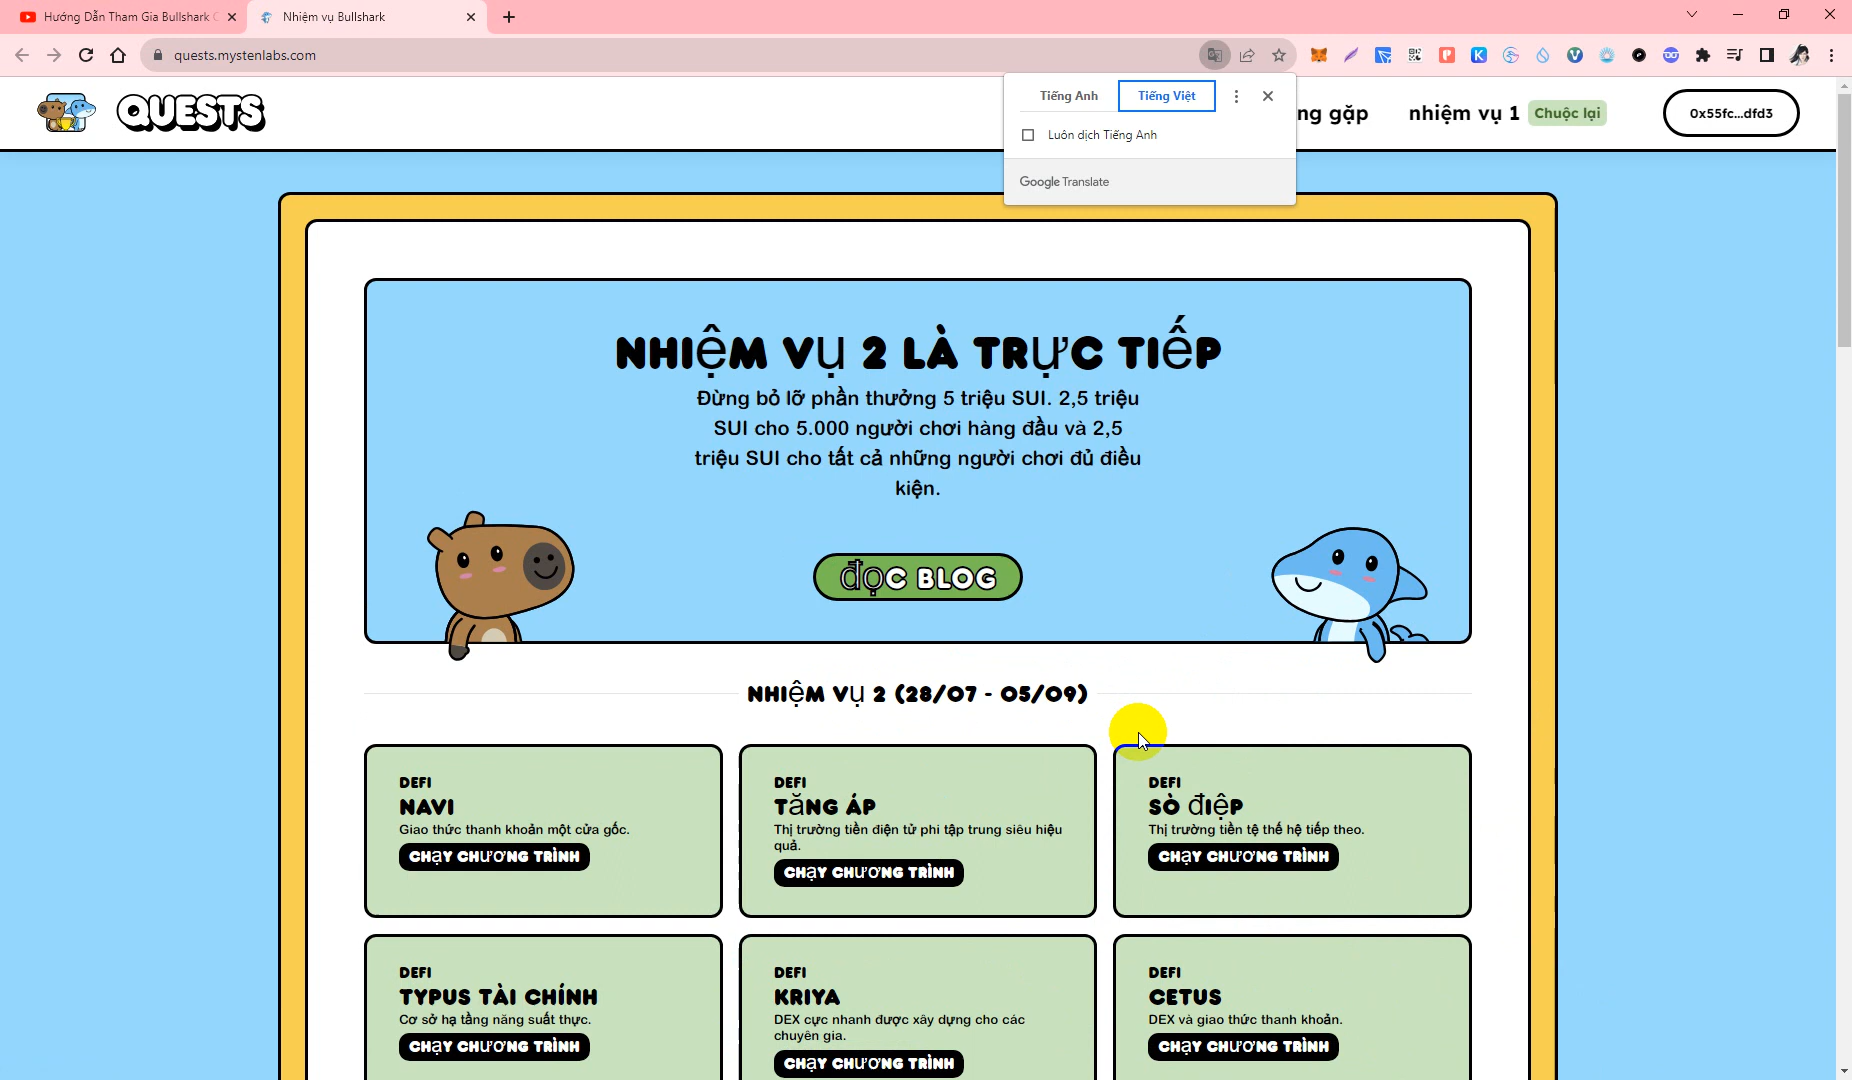 Hướng Dẫn Tham Gia Bullshark
Nhiệm vụ Bullshark
quests.mystenlabs.com
Tiếng Anh
Tiếng Việt
Luôn dịch Tiếng Anh
Google Translate
QUESTS
ng gặp
nhiệm vụ 1
Chuộc lại
0x55fc...dfd3
NHIỆM VỤ 2 LÀ TRỰC TIẾP
Đừng bỏ lỡ phần thưởng 5 triệu SUI. 2,5 triệu
SUI cho 5.000 người chơi hàng đầu và 2,5
triệu SUI cho tất cả những người chơi đủ điều
kiện.
đọC BLOG
NHIỆM VỤ 2 (28/07 - 05/09)
DEFI
NAVI
Giao thức thanh khoản một cửa gốc.
CHẠY CHƯƠNG TRÌNH
DEFI
TĂNG ÁP
Thị trường tiền điện tử phi tập trung siêu hiệu
quả.
CHẠY CHƯƠNG TRÌNH
DEFI
SÒ ĐIỆP
Thị trường tiền tệ thế hệ tiếp theo.
CHẠY CHƯƠNG TRÌNH
DEFI
TYPUS TÀI CHÍNH
Cơ sở hạ tầng năng suất thực.
CHẠY CHƯƠNG TRÌNH
DEFI
KRIYA
DEX cực nhanh được xây dựng cho các
chuyên gia.
CHẠY CHƯƠNG TRÌNH
DEFI
CETUS
DEX và giao thức thanh khoản.
CHẠY CHƯƠNG TRÌNH